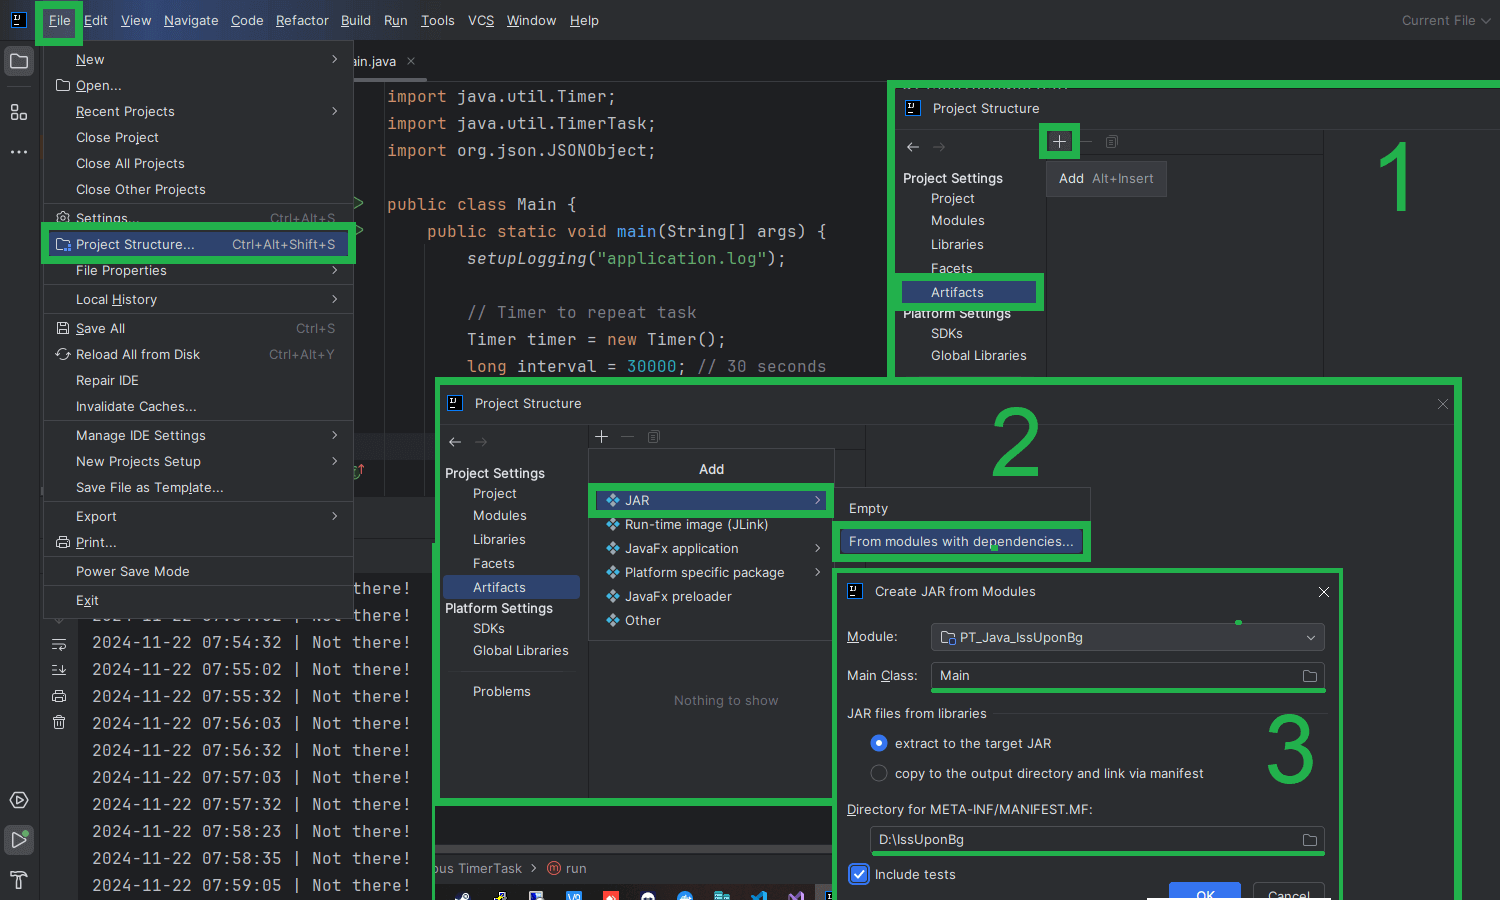 File Edit View Navigate Code Refactor Build Run Tools VCS Window Help
Current File
New
Open...
Recent Projects
Close Project
Close All Projects
Close Other Projects
Settings... Ctrl+Alt+S
Project Structure... Ctrl+Alt+Shift+S
File Properties
Local History
Save All Ctrl+S
Reload All from Disk Ctrl+Alt+Y
Repair IDE
Invalidate Caches...
Manage IDE Settings
New Projects Setup
Save File as Template...
Export
Print...
Power Save Mode
Exit
ain.java
import java.util.Timer;
import java.util.TimerTask;
import org.json.JSONObject;
public class Main {
public static void main(String[] args) {
setupLogging("application.log");
// Timer to repeat task
Timer timer = new Timer();
long interval = 30000; // 30 seconds
there!
there!
2024-11-22 07:54:32 | Not there!
2024-11-22 07:55:02 | Not there!
2024-11-22 07:55:32 | Not there!
2024-11-22 07:56:03 | Not there!
2024-11-22 07:56:32 | Not there!
2024-11-22 07:57:03 | Not there!
2024-11-22 07:57:32 | Not there!
2024-11-22 07:58:23 | Not there!
2024-11-22 07:58:35 | Not there!
2024-11-22 07:59:05 | Not there!
Project Structure
1
Add Alt+Insert
Project Settings
Project
Modules
Libraries
Facets
Artifacts
Platform Settings
SDKs
Global Libraries
Project Structure
2
Project Settings
Project
Modules
Libraries
Facets
Artifacts
Platform Settings
SDKs
Global Libraries
Problems
Add
JAR
Run-time image (JLink)
JavaFx application
Platform specific package
JavaFx preloader
Other
Nothing to show
Empty
From modules with dependencies...
Create JAR from Modules
Module: PT_Java_IssUponBg
Main Class: Main
JAR files from libraries
3
extract to the target JAR
copy to the output directory and link via manifest
Directory for META-INF/MANIFEST.MF:
D:\IssUponBg
Include tests
OK Cancel
ous TimerTask > m run